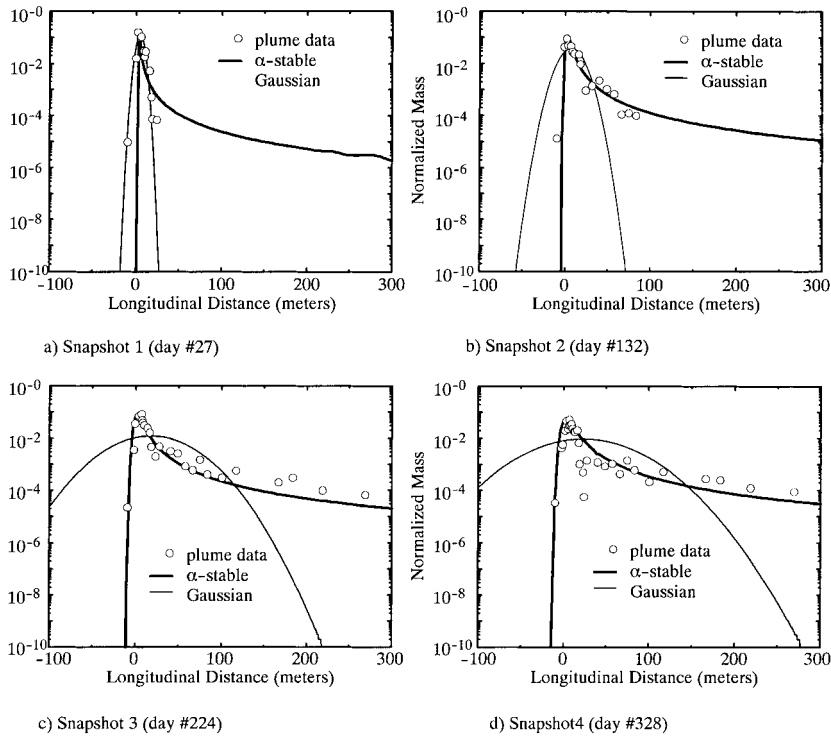 10⁻⁰
10⁻²
10⁻⁴
10⁻⁶
10⁻⁸
10⁻¹⁰
-100 0 100 200 300
Longitudinal Distance (meters)
plume data
α-stable
Gaussian
a) Snapshot 1 (day #27)
Normalized Mass
10⁻⁰
10⁻²
10⁻⁴
10⁻⁶
10⁻⁸
10⁻¹⁰
-100 0 100 200 300
Longitudinal Distance (meters)
plume data
α-stable
Gaussian
b) Snapshot 2 (day #132)
10⁻⁰
10⁻²
10⁻⁴
10⁻⁶
10⁻⁸
10⁻¹⁰
-100 0 100 200 300
Longitudinal Distance (meters)
plume data
α-stable
Gaussian
c) Snapshot 3 (day #224)
Normalized Mass
10⁻⁰
10⁻²
10⁻⁴
10⁻⁶
10⁻⁸
10⁻¹⁰
-100 0 100 200 300
Longitudinal Distance (meters)
plume data
α-stable
Gaussian
d) Snapshot4 (day #328)